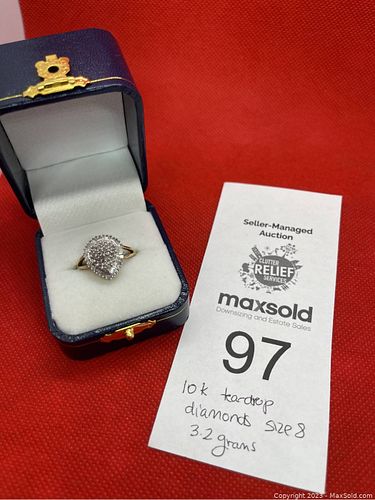 Seller-Managed
Auction
CLUTTER
RELIEF
SERVICES
maxsold
Downsizing and Estate Sales
97
10k teardrop
diamonds size 8
3.2 grams
Copyright 2023 - MaxSold.com